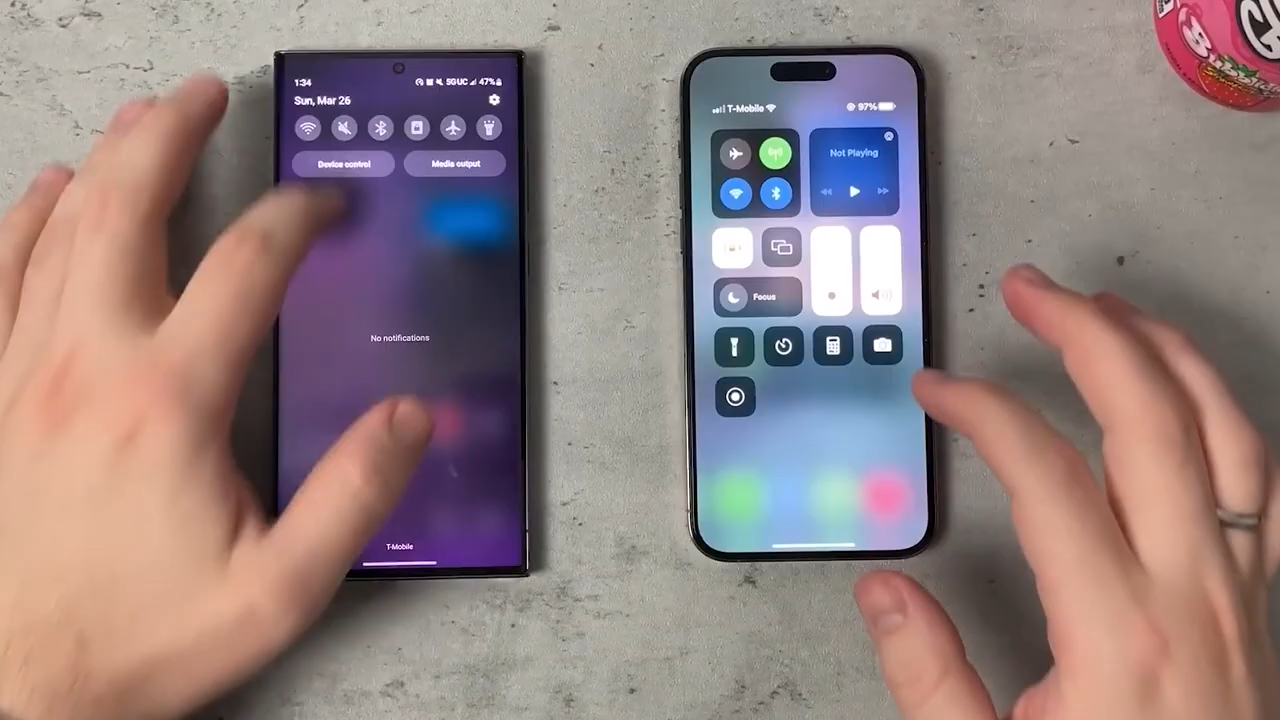 1:34
5GUC
47%
Sun, Mar 26
Device control
Media output
No notifications
T-Mobile
T-Mobile
97%
Not Playing
Focus